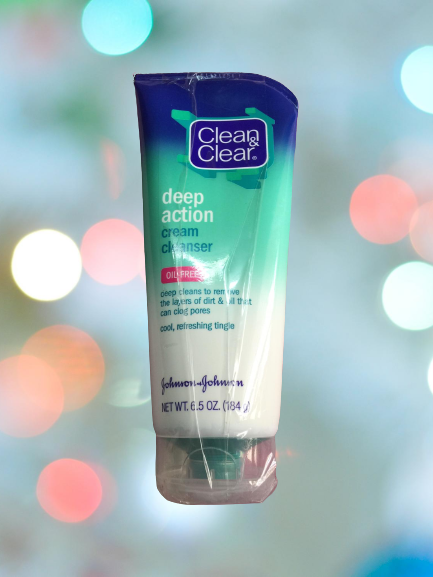 Clean &
Clear®
deep
action
cream
cleanser
OIL-FREE
deep cleans to remove
the layers of dirt & oil that
can clog pores
cool, refreshing tingle
Johnson & Johnson
NET WT. 6.5 OZ. (184 g)